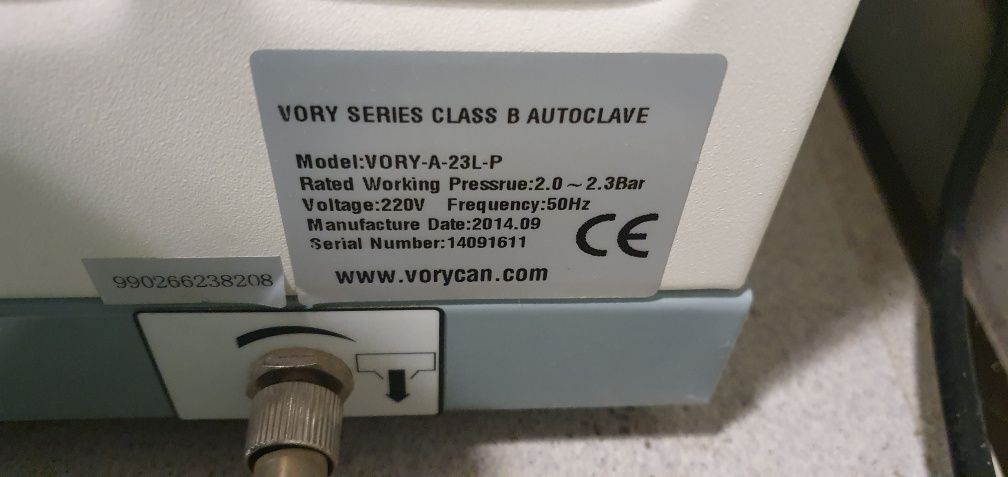 VORY SERIES CLASS B AUTOCLAVE
Model:VORY-A-23L-P
Rated Working Pressrue:2.0～2.3Bar
Voltage:220V Frequency:50Hz
Manufacture Date:2014.09
Serial Number:14091611
CE
www.vorycan.com
990266238208